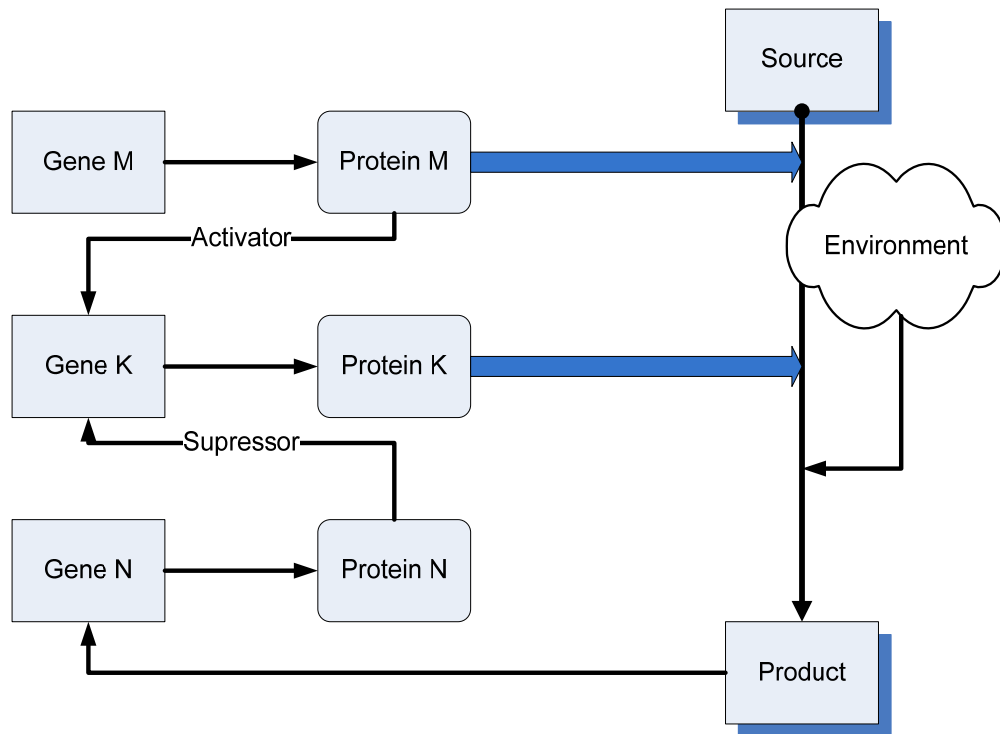 Source
Gene M
Protein M
Activator
Environment
Gene K
Protein K
Supressor
Gene N
Protein N
Product